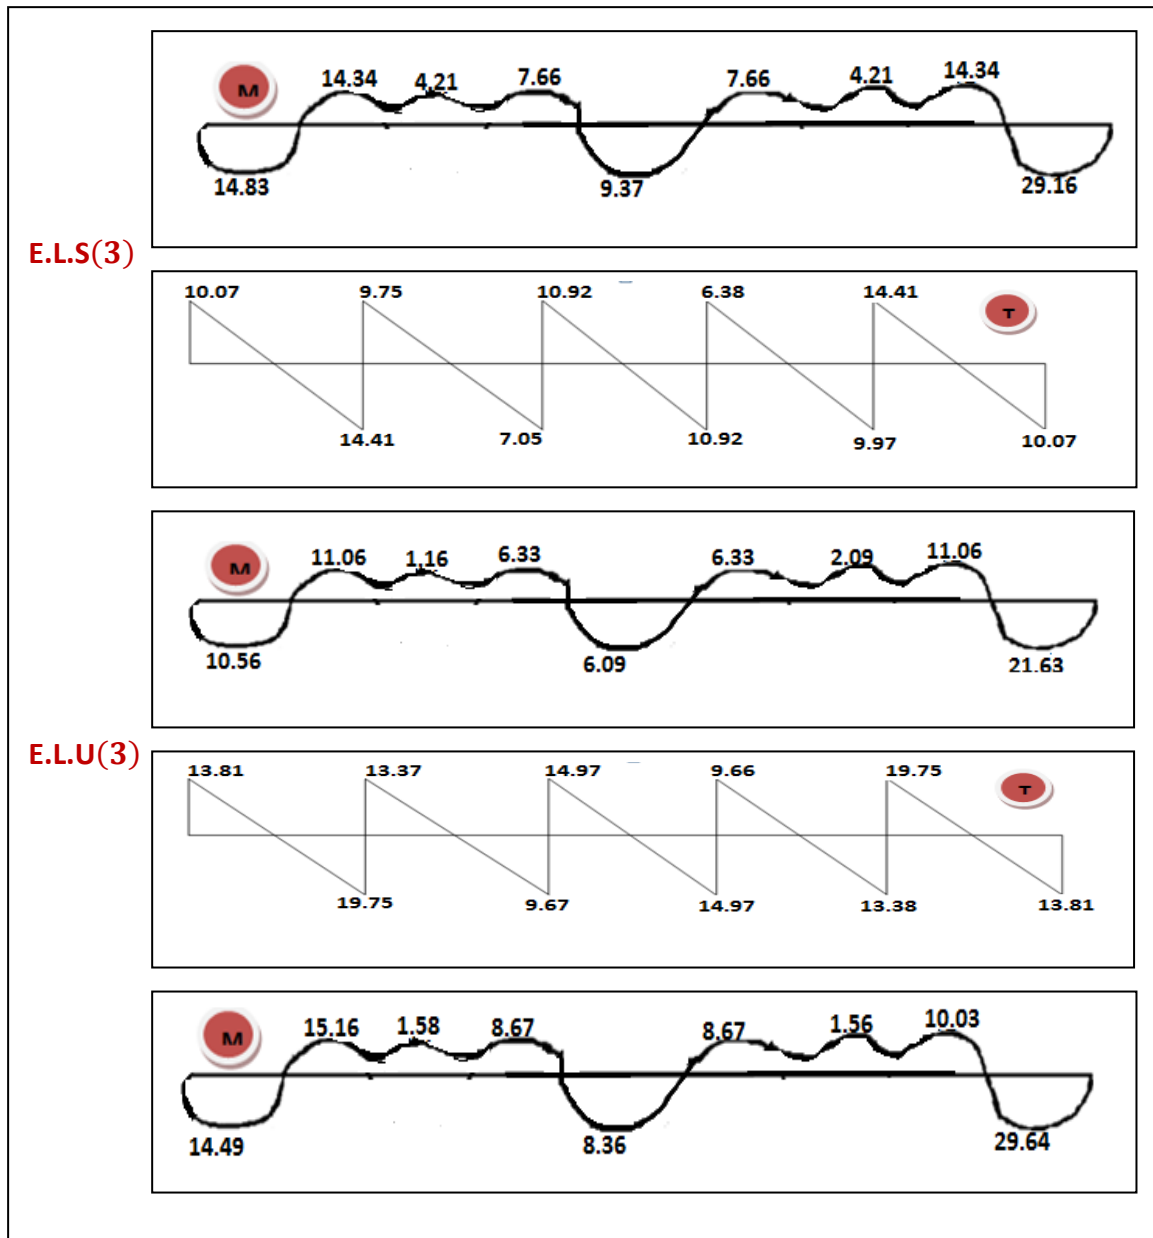 M
14.34 4.21 7.66 7.66 4.21 14.34
14.83 9.37 29.16
E.L.S(3)
10.07 9.75 10.92 6.38 14.41
T
14.41 7.05 10.92 9.97 10.07
M
11.06 1.16 6.33 6.33 2.09 11.06
10.56 6.09 21.63
E.L.U(3)
13.81 13.37 14.97 9.66 19.75
T
19.75 9.67 14.97 13.38 13.81
M
15.16 1.58 8.67 8.67 1.56 10.03
14.49 8.36 29.64